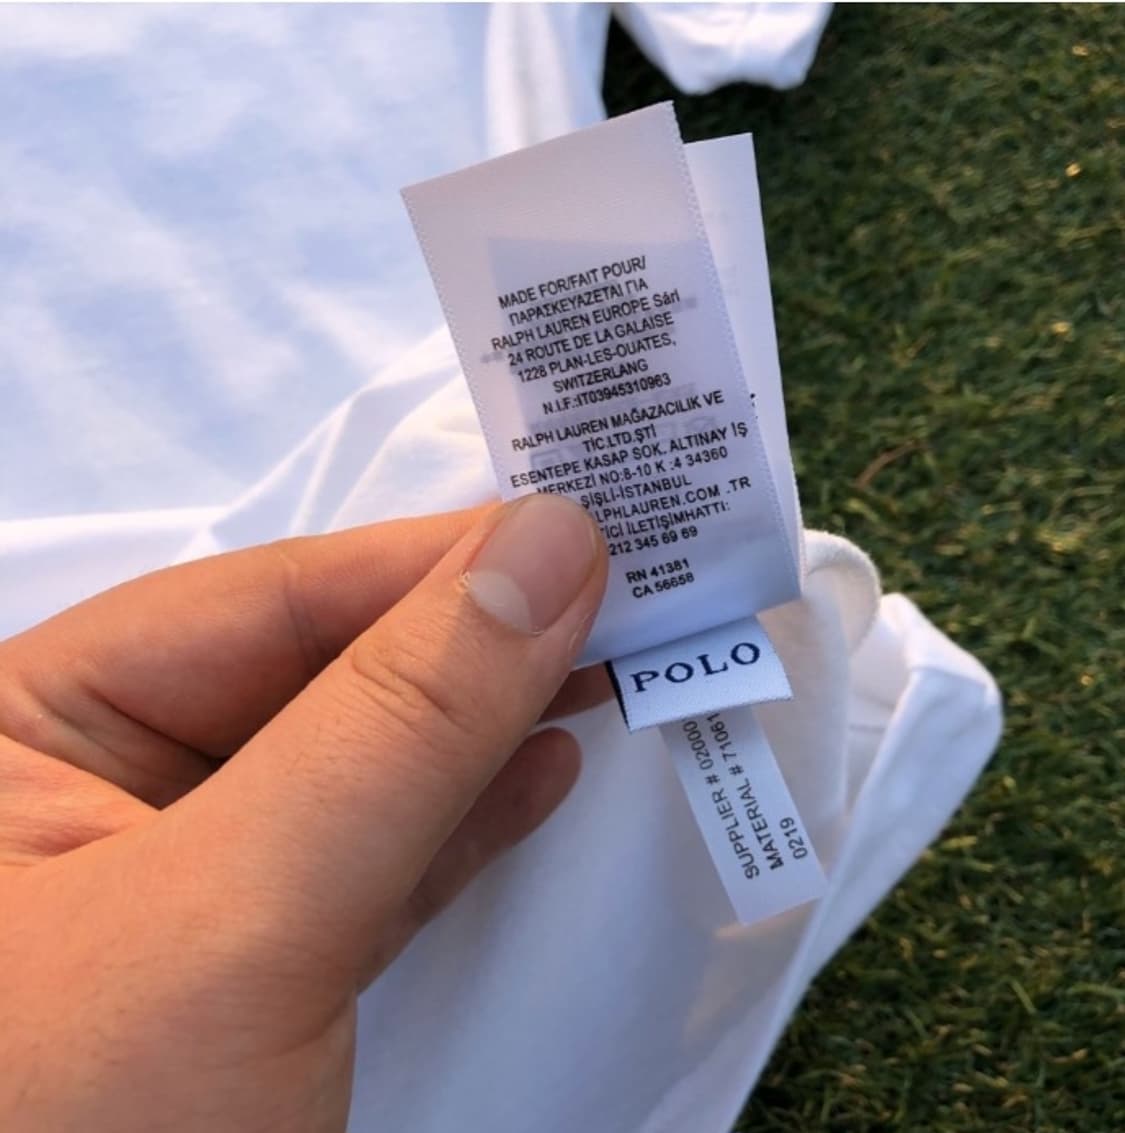 MADE FOR/FAIT POUR/
ΠΑΡΑΣΚΕΥΑΖΕΤΑΙ ΓΙΑ
RALPH LAUREN EUROPE Sàrl
24 ROUTE DE LA GALAISE
1228 PLAN-LES-OUATES,
SWITZERLANG
N.I.F.:IT03945310963
RALPH LAUREN MAĞAZACILIK VE
TİC.LTD.ŞTİ
ESENTEPE KASAP SOK. ALTINAY İŞ
MERKEZİ NO:8-10 K :4 34360
ŞİŞLİ-İSTANBUL
LPHLAUREN.COM .TR
İCİ İLETİŞİMHATTI:
212 345 69 69
RN 41381
CA 56658
POLO
SUPPLIER # 02000
MATERIAL # 71061
0219